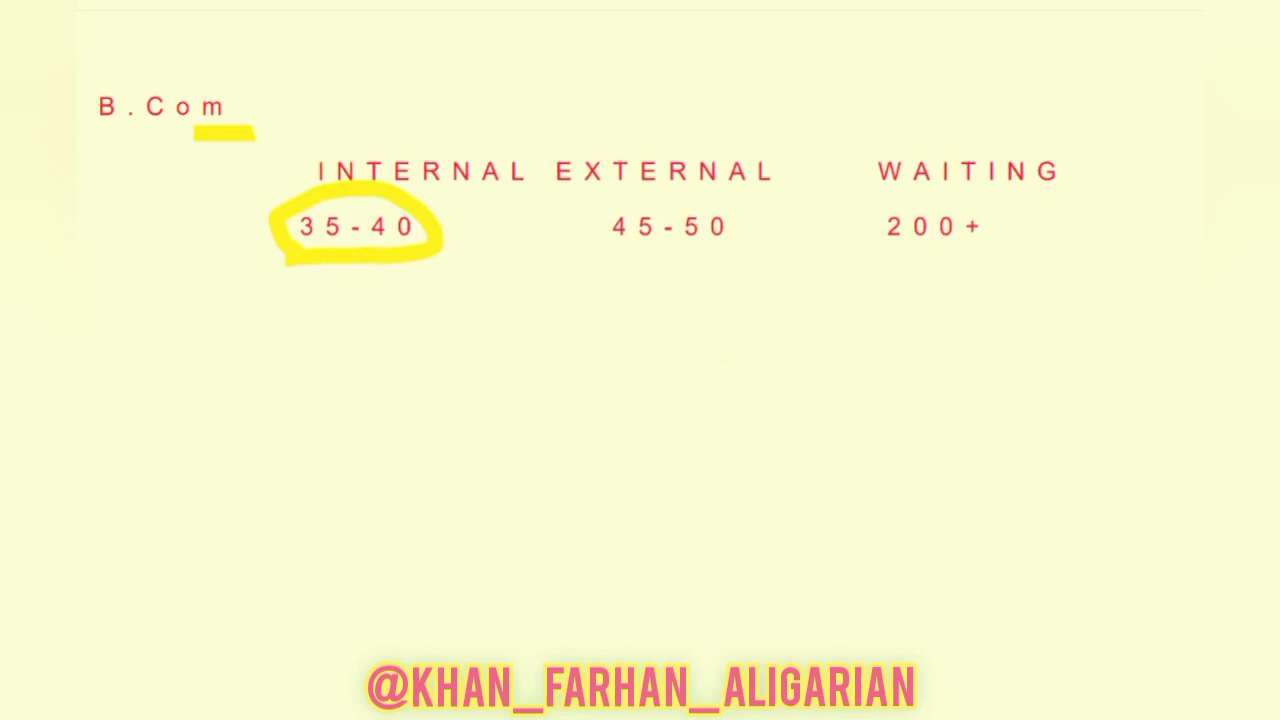 B.Com
INTERNAL EXTERNAL WAITING
35-40 45-50 200+
@KHAN_FARHAN_ALIGARIAN